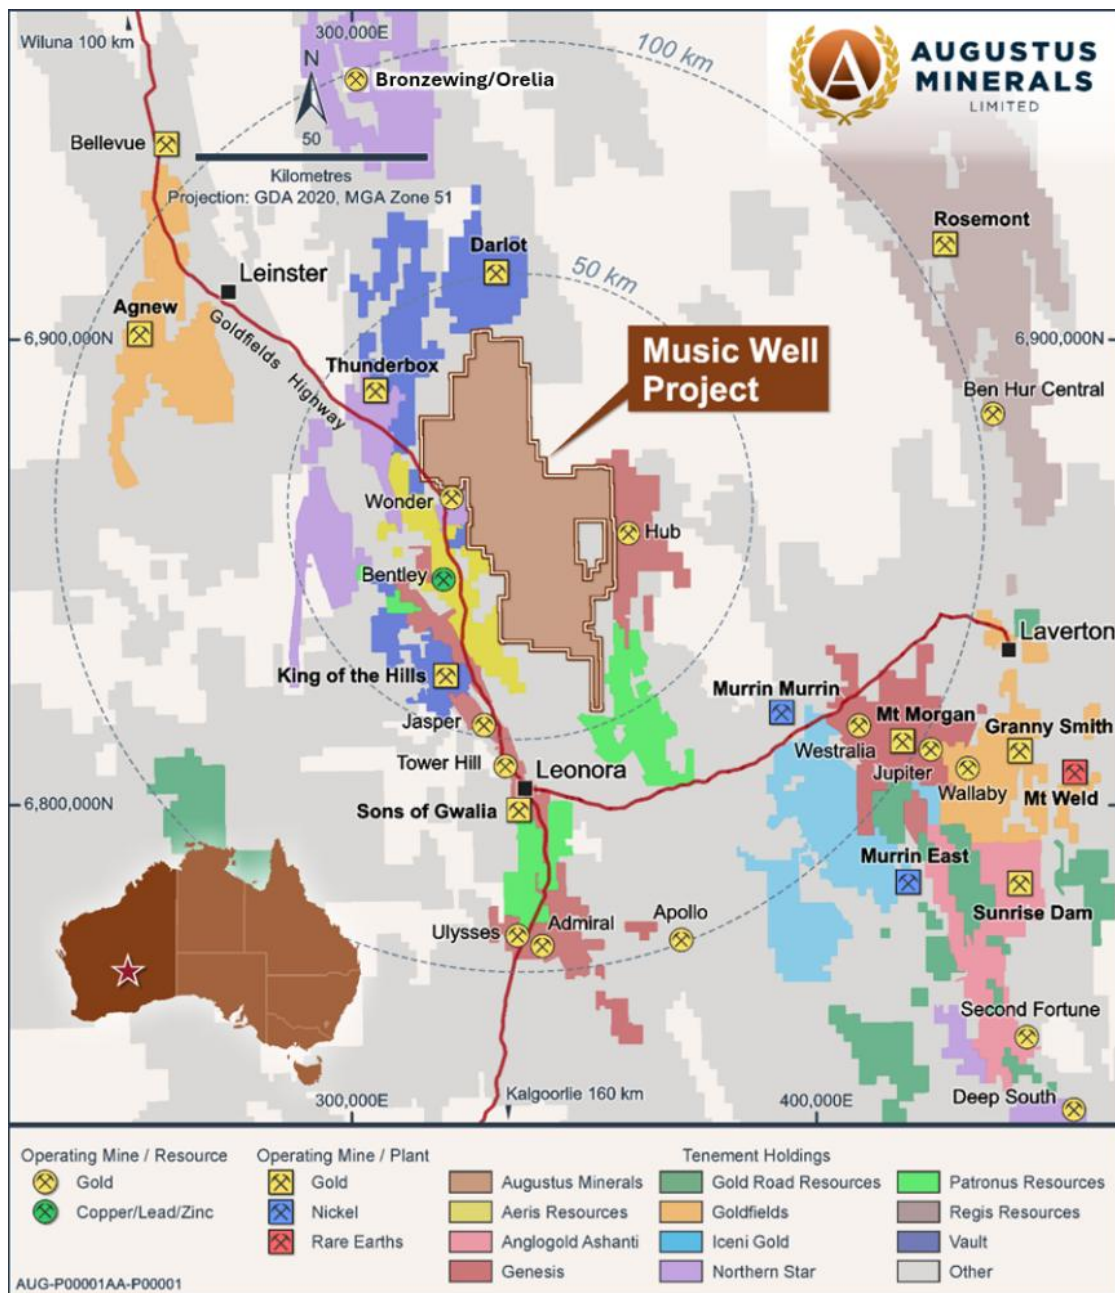 Wiluna 100 km
300,000E
100 km
AUGUSTUS
MINERALS
LIMITED
N
Bronzewing/Orelia
50
Kilometres
Projection: GDA 2020, MGA Zone 51
Bellevue
Rosemont
Darlot
50 km
Leinster
Agnew
Goldfields Highway
6,900,000N
6,900,000N
Music Well
Project
Thunderbox
Ben Hur Central
Wonder
Hub
Bentley
Laverton
King of the Hills
Murrin Murrin
Jasper
Mt Morgan
Granny Smith
Westralia
Tower Hill
Jupiter
Leonora
Wallaby
Mt Weld
6,800,000N
Sons of Gwalia
Murrin East
Sunrise Dam
Ulysses
Admiral
Apollo
Second Fortune
300,000E
Kalgoorlie 160 km
400,000E
Deep South
Operating Mine / Resource
Gold
Copper/Lead/Zinc
Operating Mine / Plant
Gold
Nickel
Rare Earths
Tenement Holdings
Augustus Minerals
Aeris Resources
Anglogold Ashanti
Genesis
Gold Road Resources
Goldfields
Iceni Gold
Northern Star
Patronus Resources
Regis Resources
Vault
Other
AUG-P00001AA-P00001